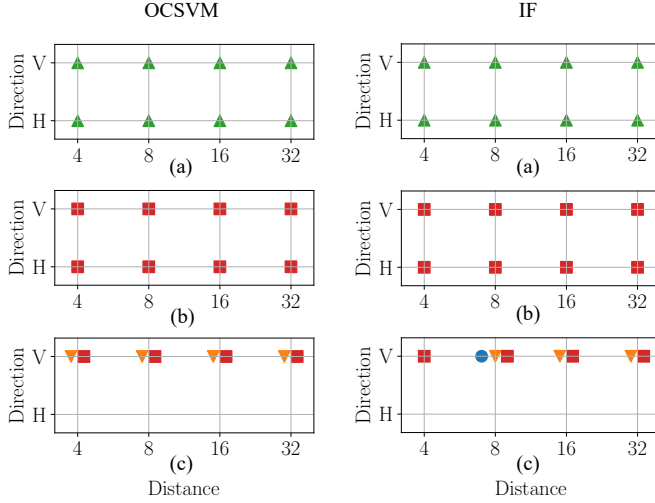 OCSVM
IF
Direction
V
H
4 8 16 32
(a)
Direction
V
H
4 8 16 32
(a)
Direction
V
H
4 8 16 32
(b)
Direction
V
H
4 8 16 32
(b)
Direction
V
H
4 8 16 32
(c)
Distance
Direction
V
H
4 8 16 32
(c)
Distance